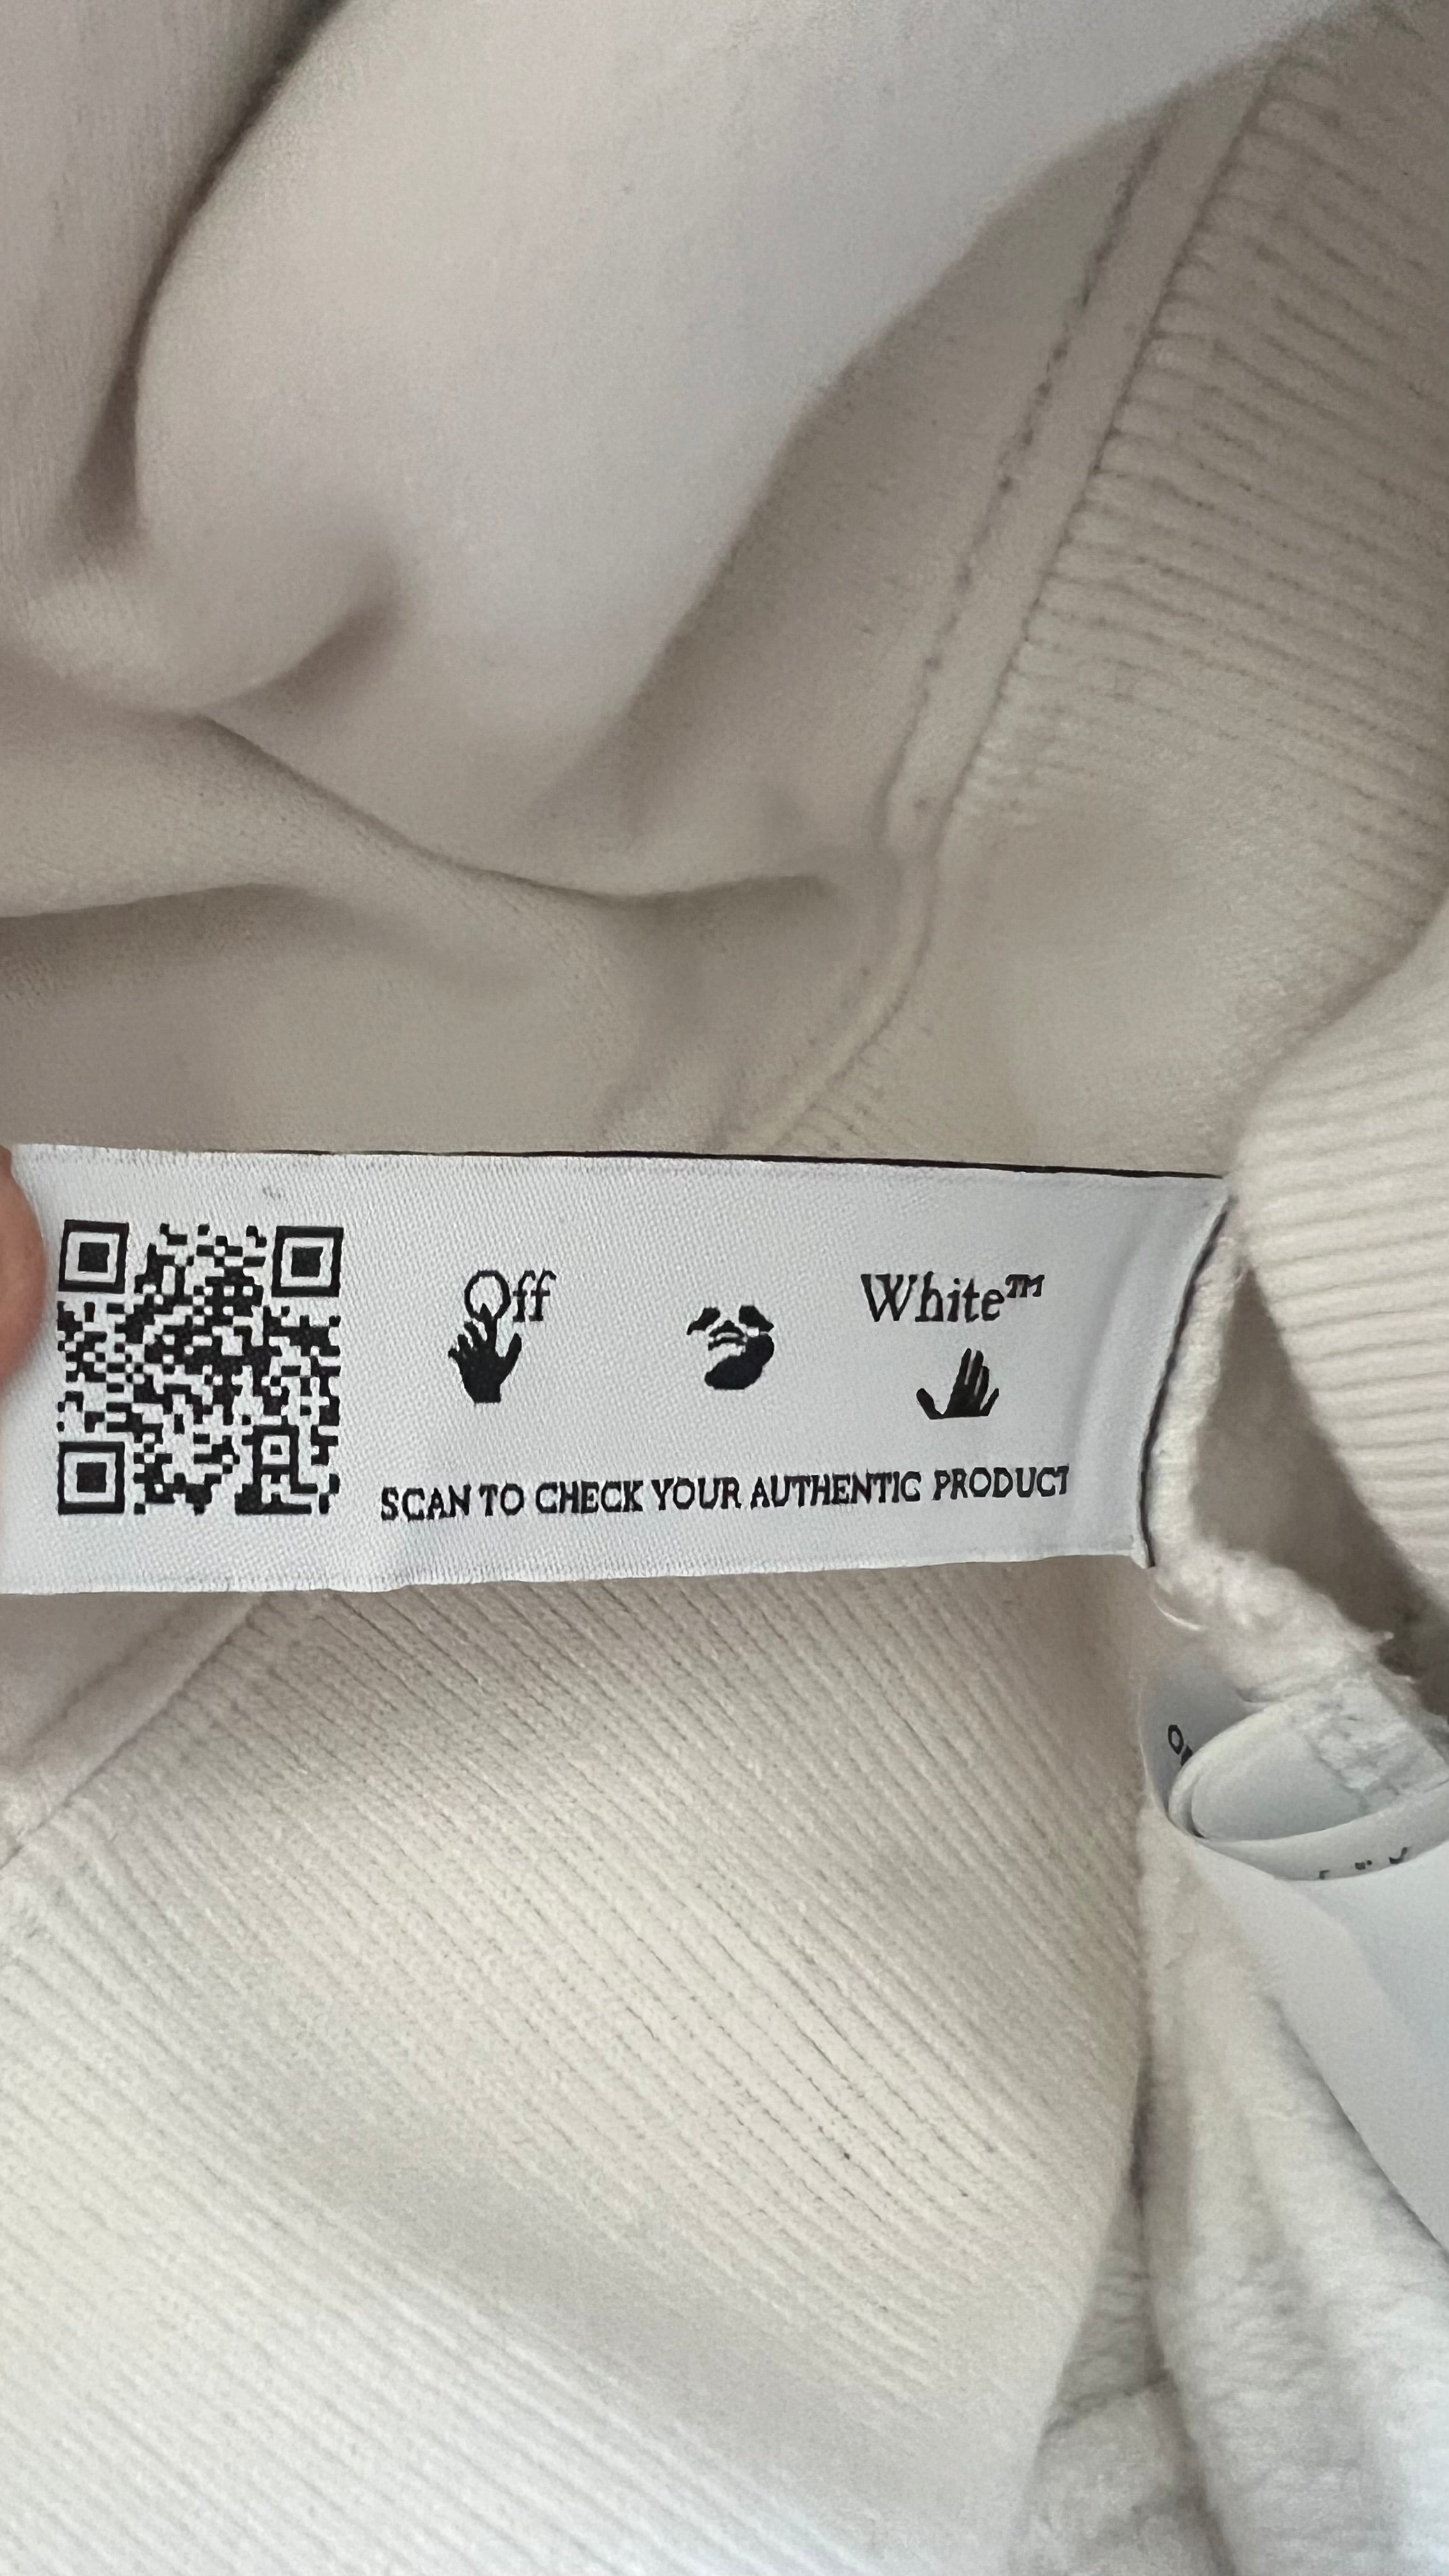 Off White™
SCAN TO CHECK YOUR AUTHENTIC PRODUCT